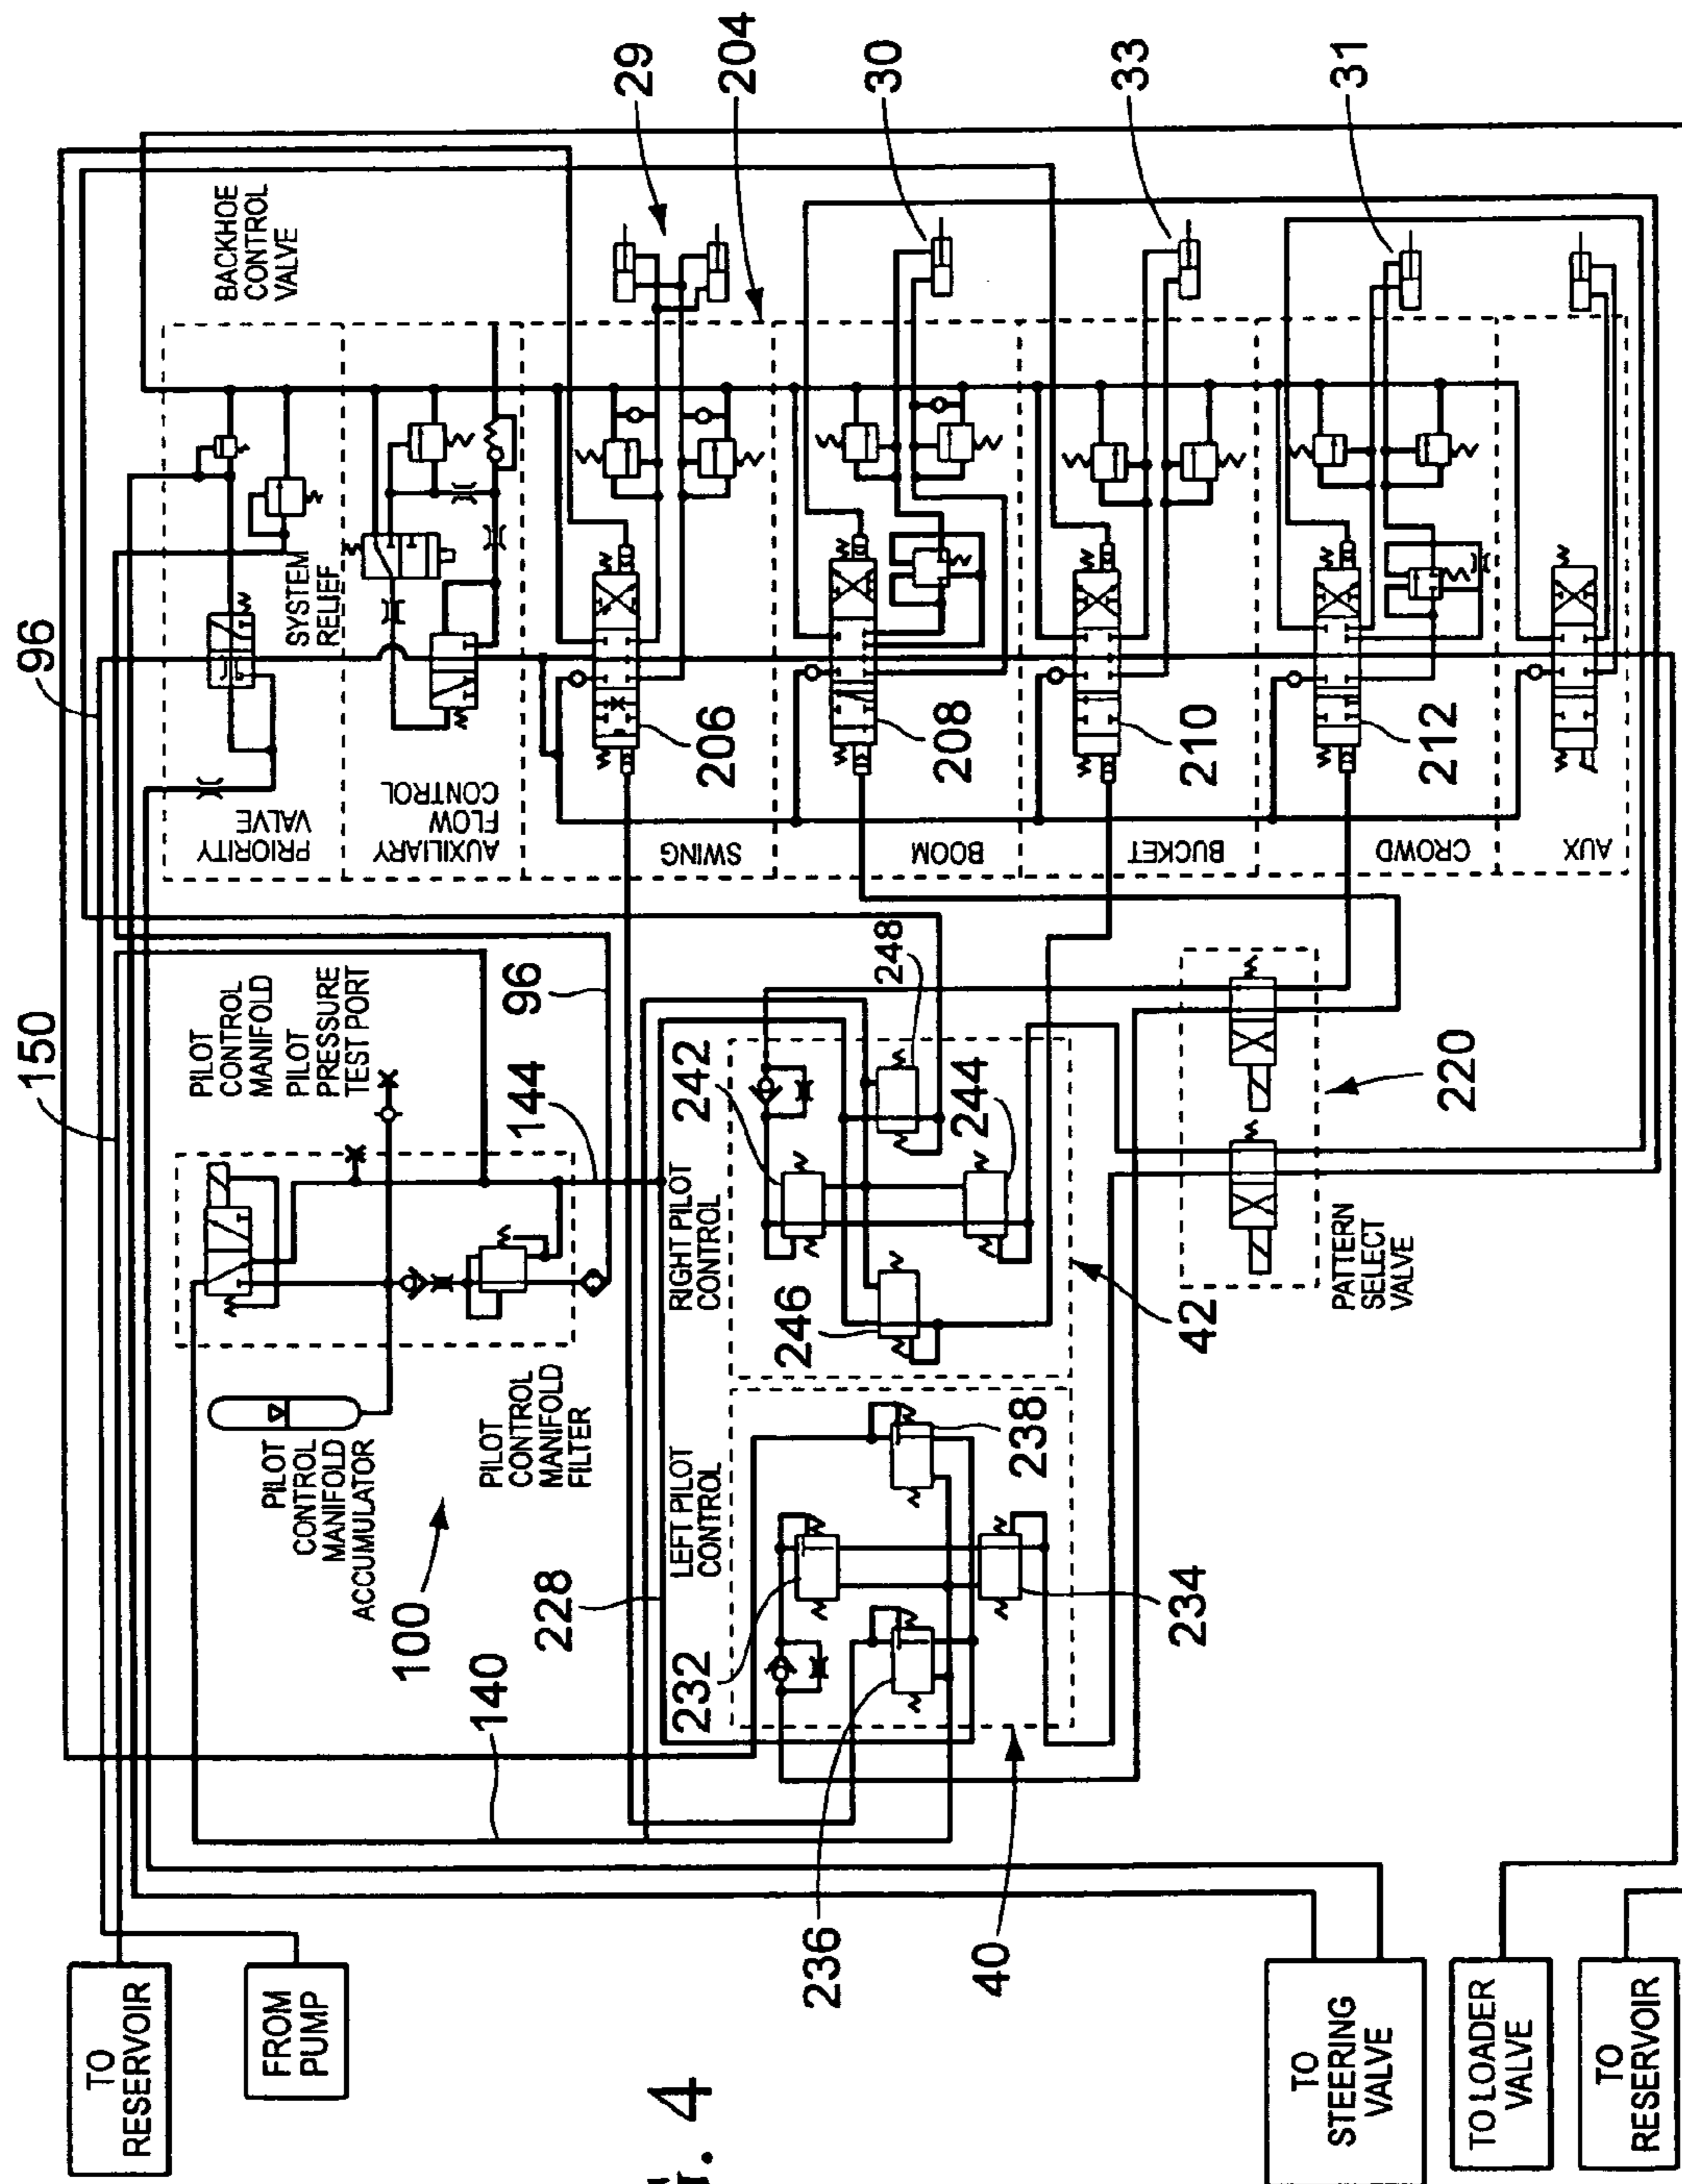 150
96
PILOT
CONTROL
MANIFOLD
PILOT
PRESSURE
TEST PORT
BACKHOE
CONTROL
VALVE
29
204
30
33
31
TO
RESERVOIR
FROM
PUMP
140
100
228
PILOT
CONTROL
MANIFOLD
ACCUMULATOR
PILOT
CONTROL
MANIFOLD
FILTER
144
96
PRIORITY
VALVE
SYSTEM
RELIEF
AUXILIARY
FLOW
CONTROL
SWING
206
BOOM
208
BUCKET
210
CROWD
212
AUX
LEFT PILOT
CONTROL
232
236
238
234
40
RIGHT PILOT
CONTROL
242
248
246
244
42
PATTERN
SELECT
VALVE
220
TO
STEERING
VALVE
TO LOADER
VALVE
TO
RESERVOIR
. 4